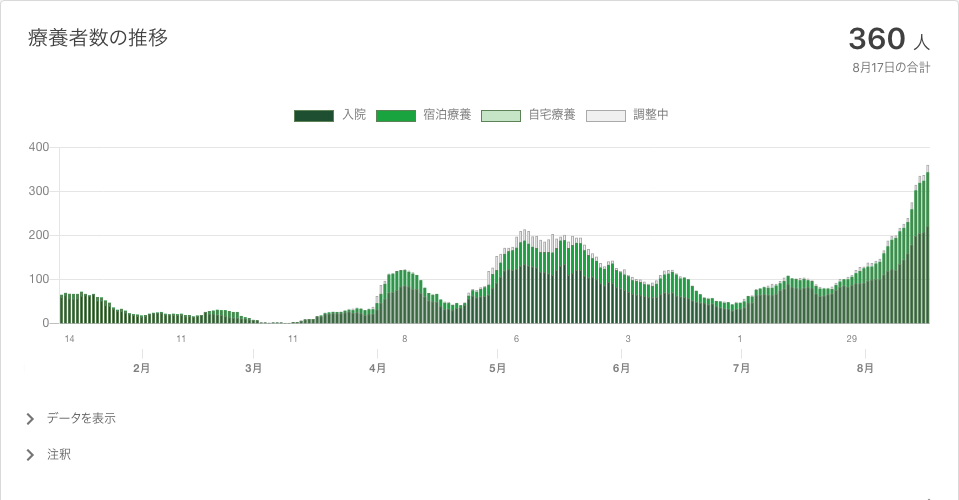 療養者数の推移
360 人
8月17日の合計
入院 宿泊療養 自宅療養 調整中
400
300
200
100
0
14 11 11 8 6 3 1 29
2月 3月 4月 5月 6月 7月 8月
データを表示
注釈